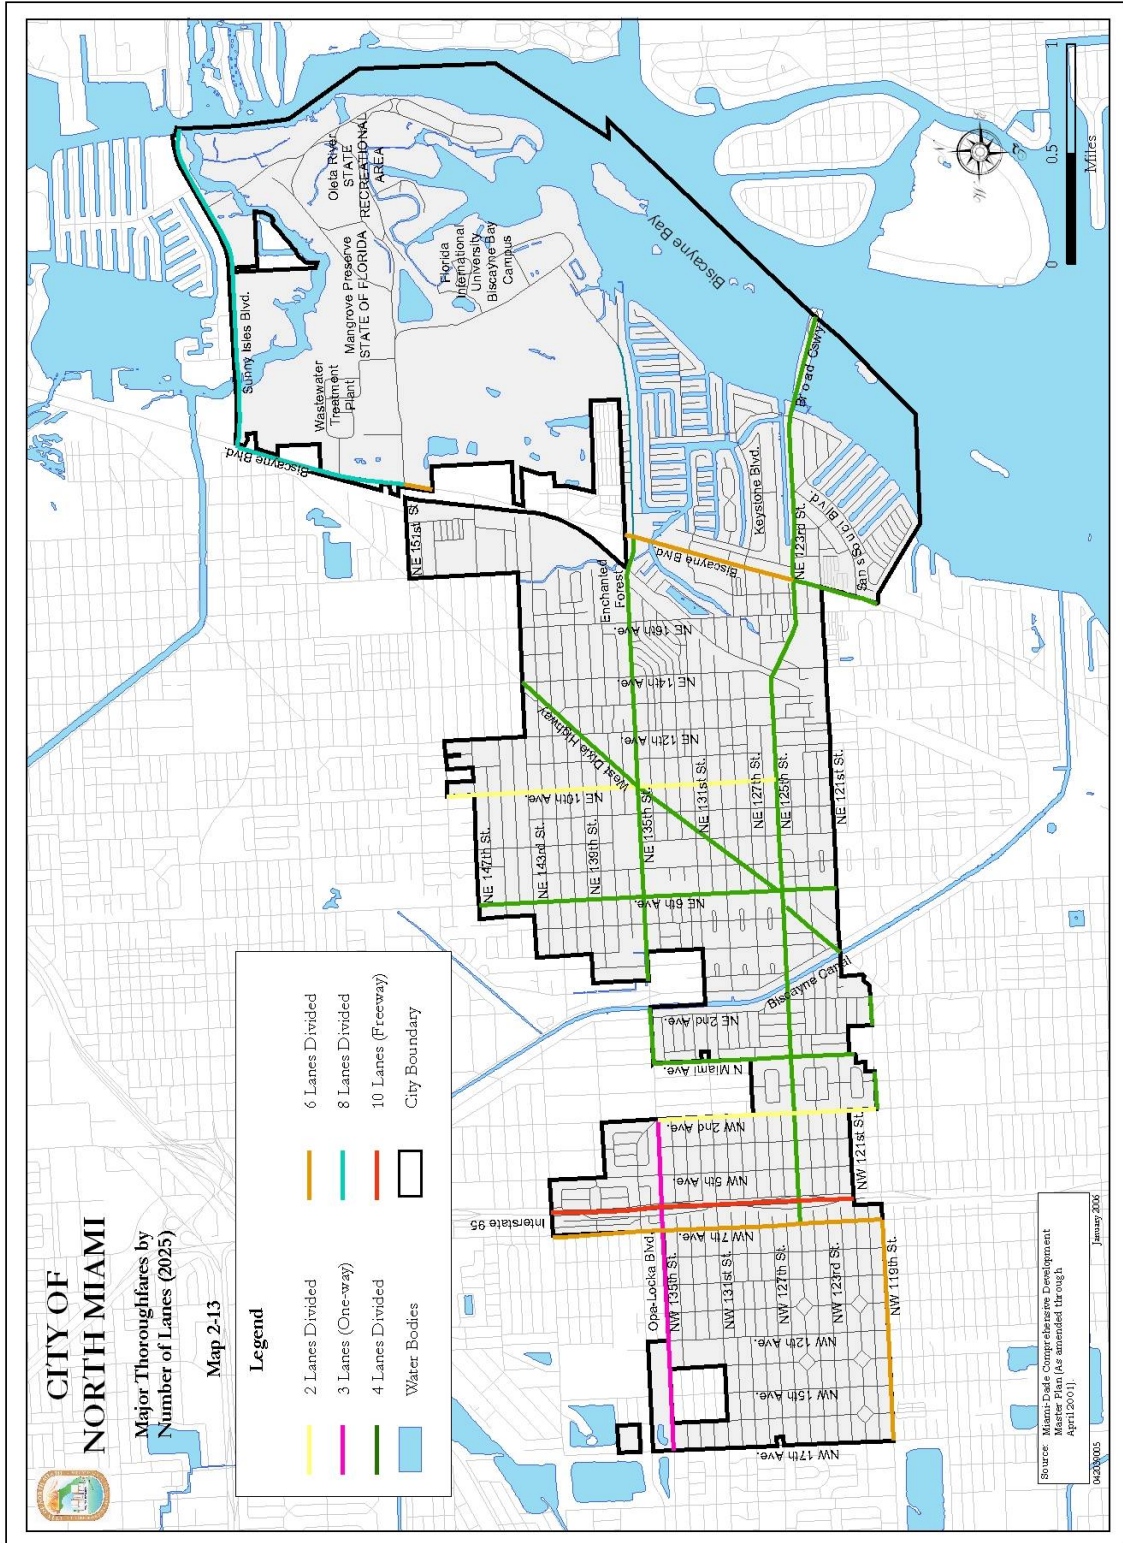 CITY OF
NORTH MIAMI
Major Thoroughfares by
Number of Lanes (2025)
Map 2-13
Legend
2 Lanes Divided
3 Lanes (One-way)
4 Lanes Divided
Water Bodies
6 Lanes Divided
8 Lanes Divided
10 Lanes (Freeway)
City Boundary
Sunny Isles Blvd.
Biscayne Blvd.
Wastewater
Treatment
Plant
Mangrove Preserve
STATE OF FLORIDA
Oleta River
STATE
RECREATIONAL
AREA
Florida
International
University
Biscayne Bay
Campus
Biscayne Bay
NE 151st St.
Enchanted
Forest
Biscayne Blvd.
Keystone Blvd.
NE 123rd St.
Broad Cswy
Sans Souci Blvd.
NE 16th Ave.
NE 14th Ave.
NE 12th Ave.
West Dixie Highway
NE 10th Ave.
NE 6th Ave.
NE 147th St.
NE 143rd St.
NE 139th St.
NE 135th St.
NE 131st St.
NE 127th St.
NE 125th St.
NE 121st St.
Biscayne Canal
NE 2nd Ave.
N Miami Ave.
NW 2nd Ave.
NW 5th Ave.
NW 7th Ave.
Interstate 95
NW 121st St.
Opa-Locka Blvd.
NW 135th St.
NW 131st St.
NW 127th St.
NW 123rd St.
NW 119th St.
NW 12th Ave.
NW 15th Ave.
NW 17th Ave.
0
0.5
1
Miles
Source: Miami-Dade Comprehensive Development
Master Plan (As amended through
April 2001).
042039005
January 2006